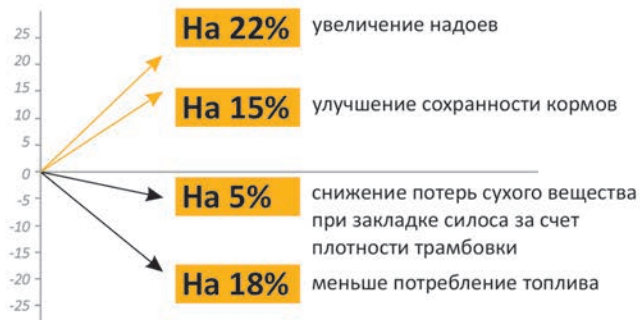 25
20
15
10
5
0
-5
-10
-15
-20
-25
На 22%
увеличение надоев
На 15%
улучшение сохранности кормов
На 5%
снижение потерь сухого вещества
при закладке силоса за счет
плотности трамбовки
На 18%
меньше потребление топлива